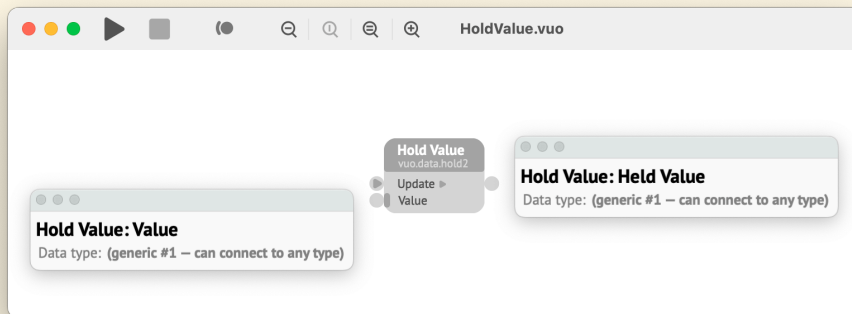 HoldValue.vuo
Hold Value
vuo.data.hold2
Update
Value
Hold Value: Held Value
Data type: (generic #1 — can connect to any type)
Hold Value: Value
Data type: (generic #1 — can connect to any type)